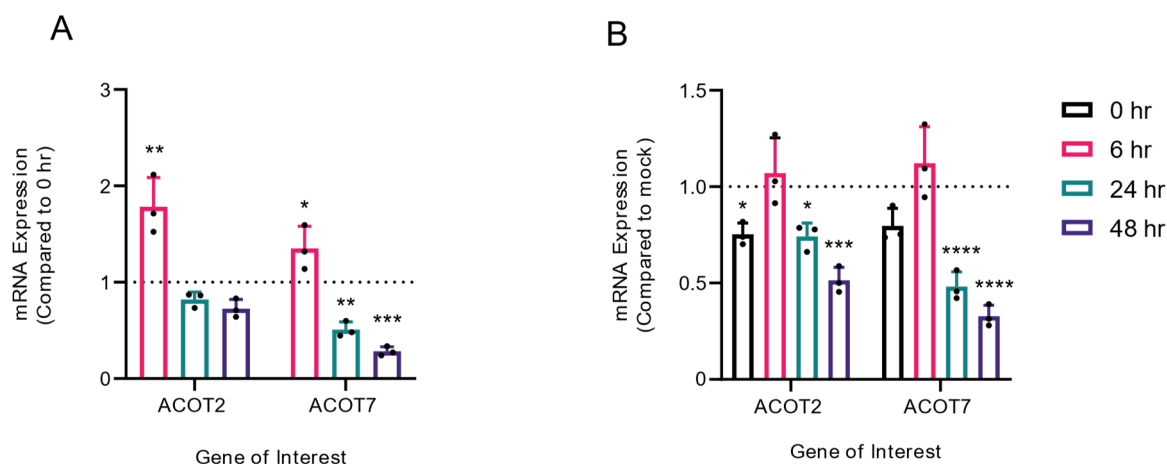 A
mRNA Expression
(Compared to 0 hr)
3
2
1
0
**
*
**
***
ACOT2
ACOT7
Gene of Interest
B
mRNA Expression
(Compared to mock)
1.5
1.0
0.5
0
*
*
***
****
****
ACOT2
ACOT7
Gene of Interest
0 hr
6 hr
24 hr
48 hr